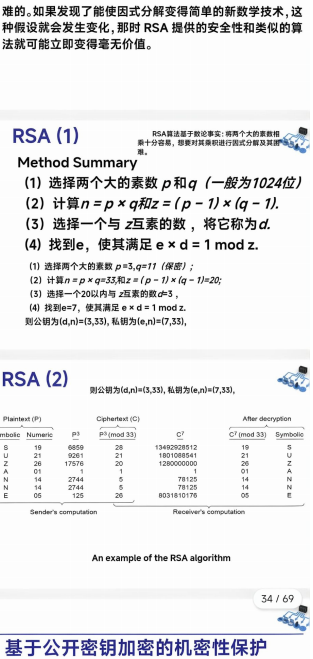 难的。如果发现了能使因式分解变得简单的新数学技术，这
种假设就会发生变化，那时 RSA 提供的安全性和类似的算
法就可能立即变得毫无价值。
RSA (1)
RSA算法基于数论事实：将两个大的素数相
乘十分容易，想要对其乘积进行因式分解及其困
难。
Method Summary
(1) 选择两个大的素数 p 和 q（一般为1024位）
(2) 计算n = p × q和z = ( p − 1) × (q − 1).
(3) 选择一个与 z互素的数 ，将它称为d.
(4) 找到e，使其满足 e × d = 1 mod z.
(1) 选择两个大的素数 p =3,q=11（保密）;
(2) 计算n = p × q=33,和z = ( p − 1) × (q − 1)=20;
(3) 选择一个20以内与 z互素的数d=3 ，
(4) 找到e=7，使其满足 e × d = 1 mod z.
则公钥为(d,n)=(3,33), 私钥为(e,n)=(7,33),
RSA (2)
则公钥为(d,n)=(3,33), 私钥为(e,n)=(7,33),
Plaintext (P) Ciphertext (C) After decryption
mbolic Numeric P³ P³ (mod 33) C⁷ C⁷ (mod 33) Symbolic
S 19 6859 28 13492928512 19 S
U 21 9261 21 1801088541 21 U
Z 26 17576 20 1280000000 26 Z
A 01 1 1 1 01 A
N 14 2744 5 78125 14 N
N 14 2744 5 78125 14 N
E 05 125 26 8031810176 05 E
Sender's computation Receiver's computation
An example of the RSA algorithm
34 / 69
基于公开密钥加密的机密性保护